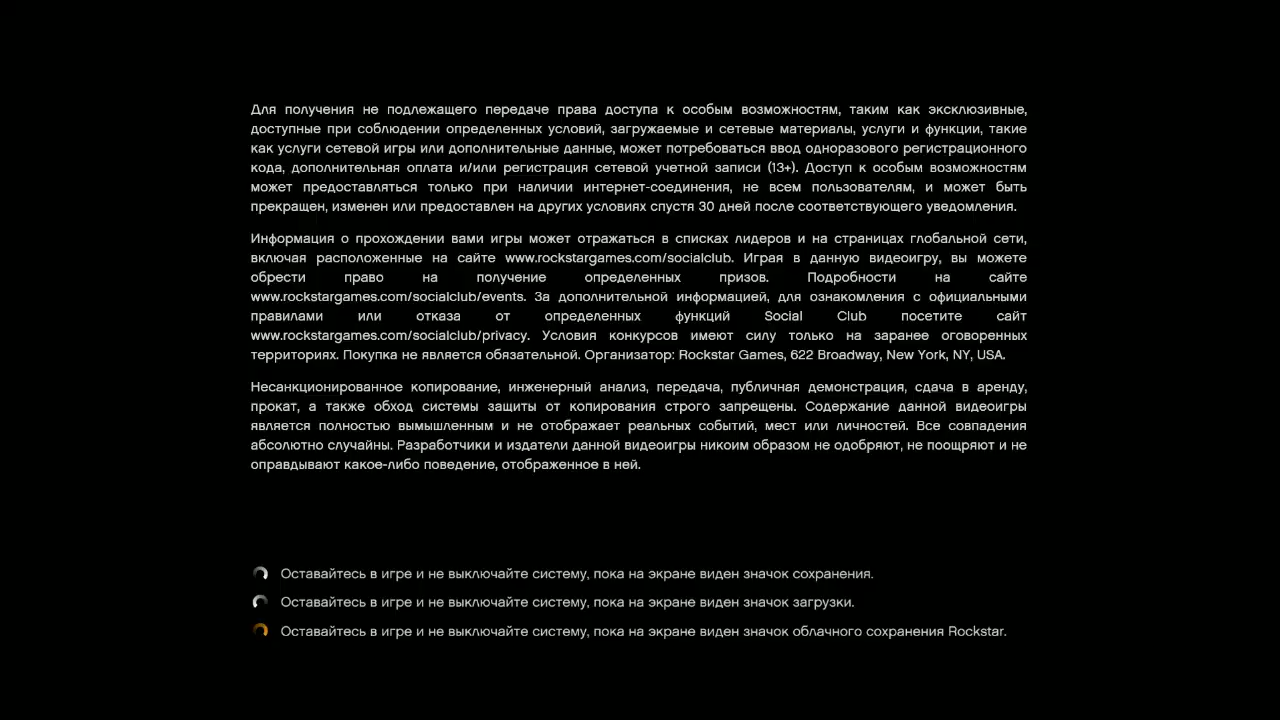 Для получения не подлежащего передаче права доступа к особым возможностям, таким как эксклюзивные,
доступные при соблюдении определенных условий, загружаемые и сетевые материалы, услуги и функции, такие
как услуги сетевой игры или дополнительные данные, может потребоваться ввод одноразового регистрационного
кода, дополнительная оплата и/или регистрация сетевой учетной записи (13+). Доступ к особым возможностям
может предоставляться только при наличии интернет-соединения, не всем пользователям, и может быть
прекращен, изменен или предоставлен на других условиях спустя 30 дней после соответствующего уведомления.
Информация о прохождении вами игры может отражаться в списках лидеров и на страницах глобальной сети,
включая расположенные на сайте www.rockstargames.com/socialclub. Играя в данную видеоигру, вы можете
обрести право на получение определенных призов. Подробности на сайте
www.rockstargames.com/socialclub/events. За дополнительной информацией, для ознакомления с официальными
правилами или отказа от определенных функций Social Club посетите сайт
www.rockstargames.com/socialclub/privacy. Условия конкурсов имеют силу только на заранее оговоренных
территориях. Покупка не является обязательной. Организатор: Rockstar Games, 622 Broadway, New York, NY, USA.
Несанкционированное копирование, инженерный анализ, передача, публичная демонстрация, сдача в аренду,
прокат, а также обход системы защиты от копирования строго запрещены. Содержание данной видеоигры
является полностью вымышленным и не отображает реальных событий, мест или личностей. Все совпадения
абсолютно случайны. Разработчики и издатели данной видеоигры никоим образом не одобряют, не поощряют и не
оправдывают какое-либо поведение, отображенное в ней.
Оставайтесь в игре и не выключайте систему, пока на экране виден значок сохранения.
Оставайтесь в игре и не выключайте систему, пока на экране виден значок загрузки.
Оставайтесь в игре и не выключайте систему, пока на экране виден значок облачного сохранения Rockstar.